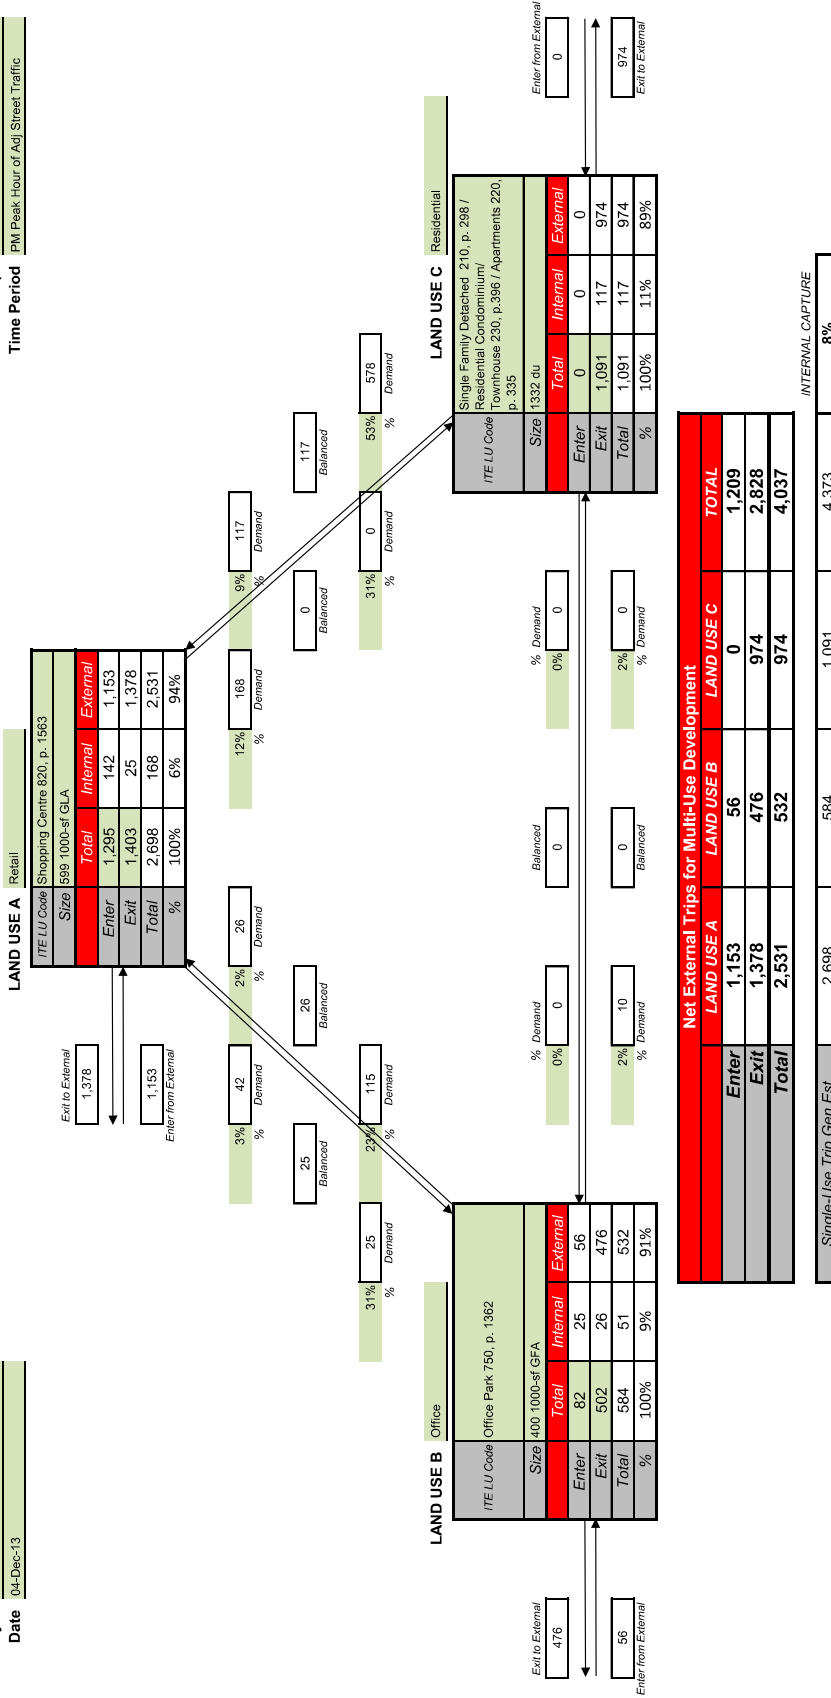 Date 04-Dec-13
Time Period PM Peak Hour of Adj Street Traffic
LAND USE A Retail
ITE LU Code Shopping Centre 820, p. 1563
Size 599 1000-sf GLA
Total Internal External
Enter 1,295 142 1,153
Exit 1,403 25 1,378
Total 2,698 168 2,531
% 100% 6% 94%
Exit to External
1,378
1,153
Enter from External
3% 42 2% 26 12% 168 9% 117
% Demand % Demand % Demand % Demand
25 26 0 117
Balanced Balanced Balanced Balanced
31% 25 23% 115 31% 0 53% 578
% Demand % Demand % Demand % Demand
LAND USE B Office
ITE LU Code Office Park 750, p. 1362
Size 400 1000-sf GFA
Total Internal External
Enter 82 25 56
Exit 502 26 476
Total 584 51 532
% 100% 9% 91%
Exit to External
476
56
Enter from External
% Demand Balanced % Demand
0% 0 0 0% 0
2% 10 0 2% 0
% Demand Balanced % Demand
LAND USE C Residential
ITE LU Code Single Family Detached 210, p. 298 /
Residential Condominium/
Townhouse 230, p.396 / Apartments 220,
p. 335
Size 1332 du
Total Internal External
Enter 0 0 0
Exit 1,091 117 974
Total 1,091 117 974
% 100% 11% 89%
Enter from External
0
974
Exit to External
Net External Trips for Multi-Use Development
LAND USE A LAND USE B LAND USE C TOTAL
Enter 1,153 56 0 1,209
Exit 1,378 476 974 2,828
Total 2,531 532 974 4,037
INTERNAL CAPTURE
Single-Use Trip Gen Est 2,698 584 1,091 4,373 8%